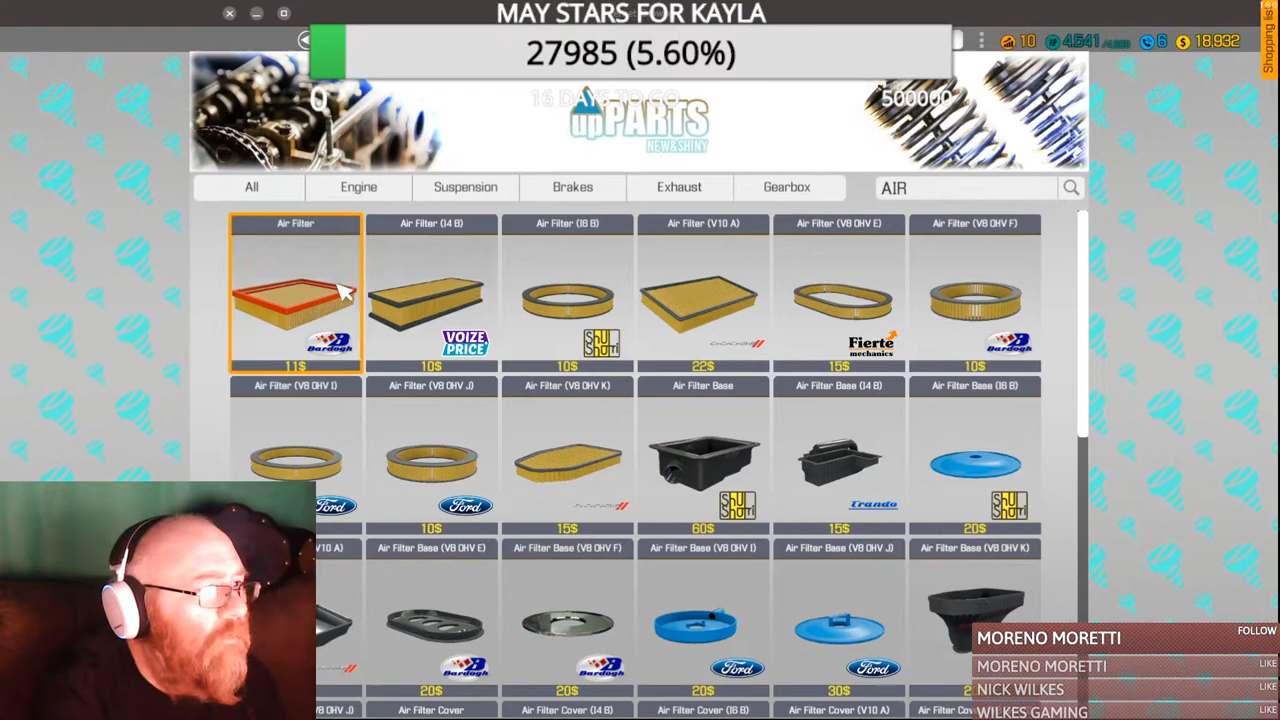 MAY STARS FOR KAYLA
27985 (5.60%)
0
16 DAYS TO GO
500000
10
4,541
6
$ 18,932
Shopping list
upPARTS
NEW&SHINY
All
Engine
Suspension
Brakes
Exhaust
Gearbox
AIR
Air Filter
Air Filter (I4 B)
Air Filter (I6 B)
Air Filter (V10 A)
Air Filter (V8 OHV E)
Air Filter (V8 OHV F)
Bardogh
VOIZE PRICE
Shu Shu
Fierte mechanics
Bardogh
11$
10$
10$
22$
15$
10$
Air Filter (V8 OHV I)
Air Filter (V8 OHV J)
Air Filter (V8 OHV K)
Air Filter Base
Air Filter Base (I4 B)
Air Filter Base (I6 B)
Ford
Ford
Trando
10$
15$
60$
15$
20$
V10 A)
Air Filter Base (V8 OHV E)
Air Filter Base (V8 OHV F)
Air Filter Base (V8 OHV I)
Air Filter Base (V8 OHV J)
Air Filter Base (V8 OHV K)
Bardogh
Bardogh
Ford
Ford
20$
20$
20$
30$
V8 OHV J)
Air Filter Cover
Air Filter Cover (I4 B)
Air Filter Cover (I6 B)
Air Filter Cover (V10 A)
MORENO MORETTI
FOLLOW
MORENO MORETTI
LIKE
NICK WILKES
LIKE
WILKES GAMING
LIKE